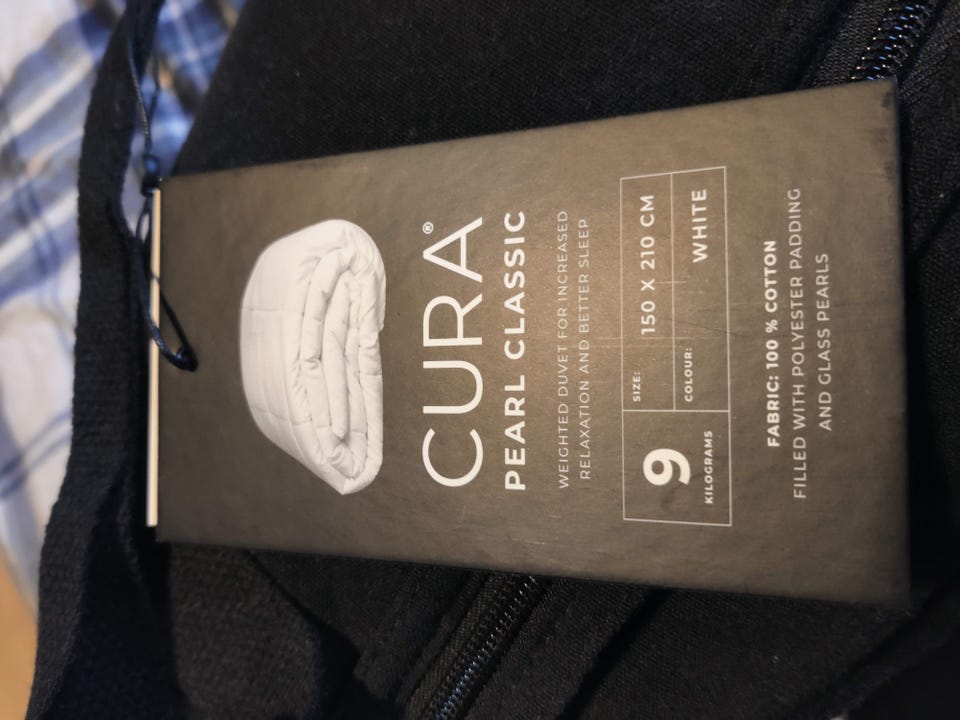 CURA®
PEARL CLASSIC
WEIGHTED DUVET FOR INCREASED
RELAXATION AND BETTER SLEEP
9
KILOGRAMS
SIZE:
150 X 210 CM
COLOUR:
WHITE
FABRIC: 100 % COTTON
FILLED WITH POLYESTER PADDING
AND GLASS PEARLS